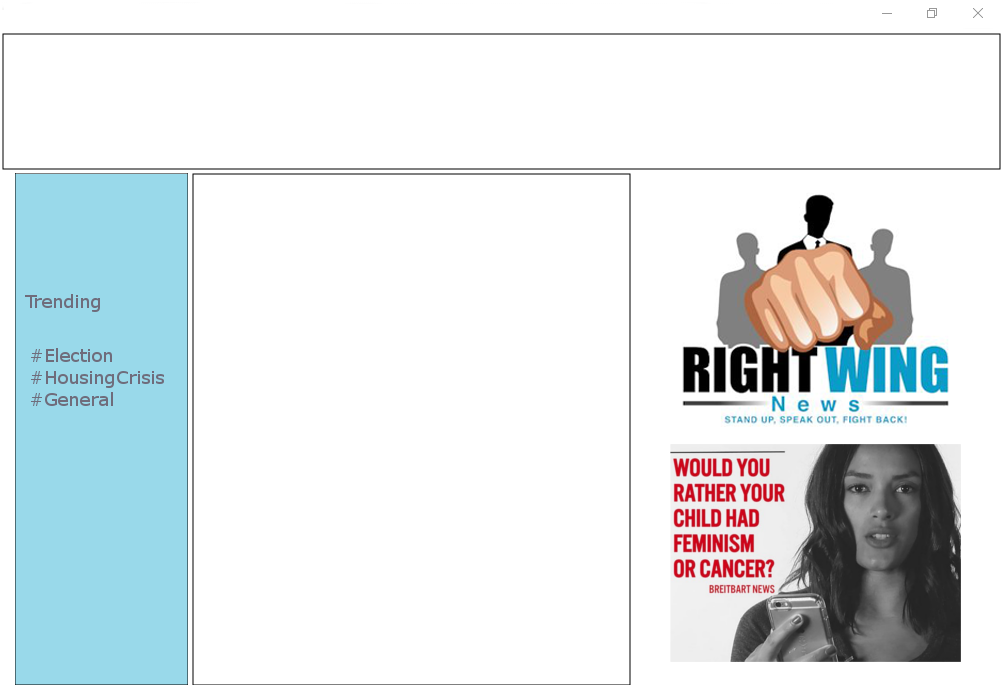 Trending
#Election
#HousingCrisis
#General
RIGHT WING
News
STAND UP, SPEAK OUT, FIGHT BACK!
WOULD YOU
RATHER YOUR
CHILD HAD
FEMINISM
OR CANCER?
BREITBART NEWS